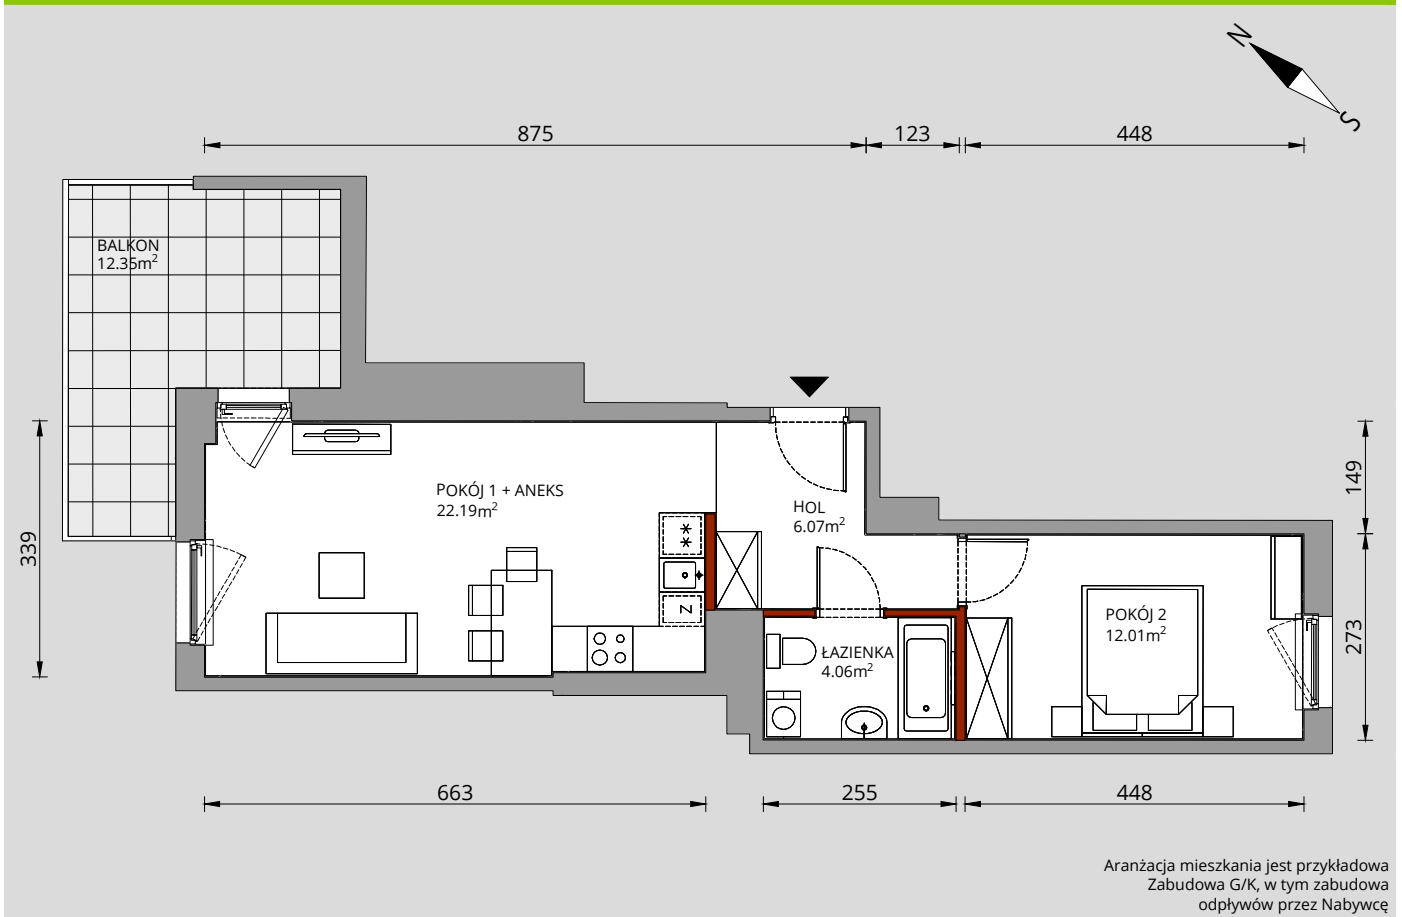 N
S
875
123
448
BALKON
12.35m²
149
POKÓJ 1 + ANEKS
22.19m²
HOL
6.07m²
339
Z
POKÓJ 2
12.01m²
273
ŁAZIENKA
4.06m²
663
255
448
Aranżacja mieszkania jest przykładowa
Zabudowa G/K, w tym zabudowa
odpływów przez Nabywcę